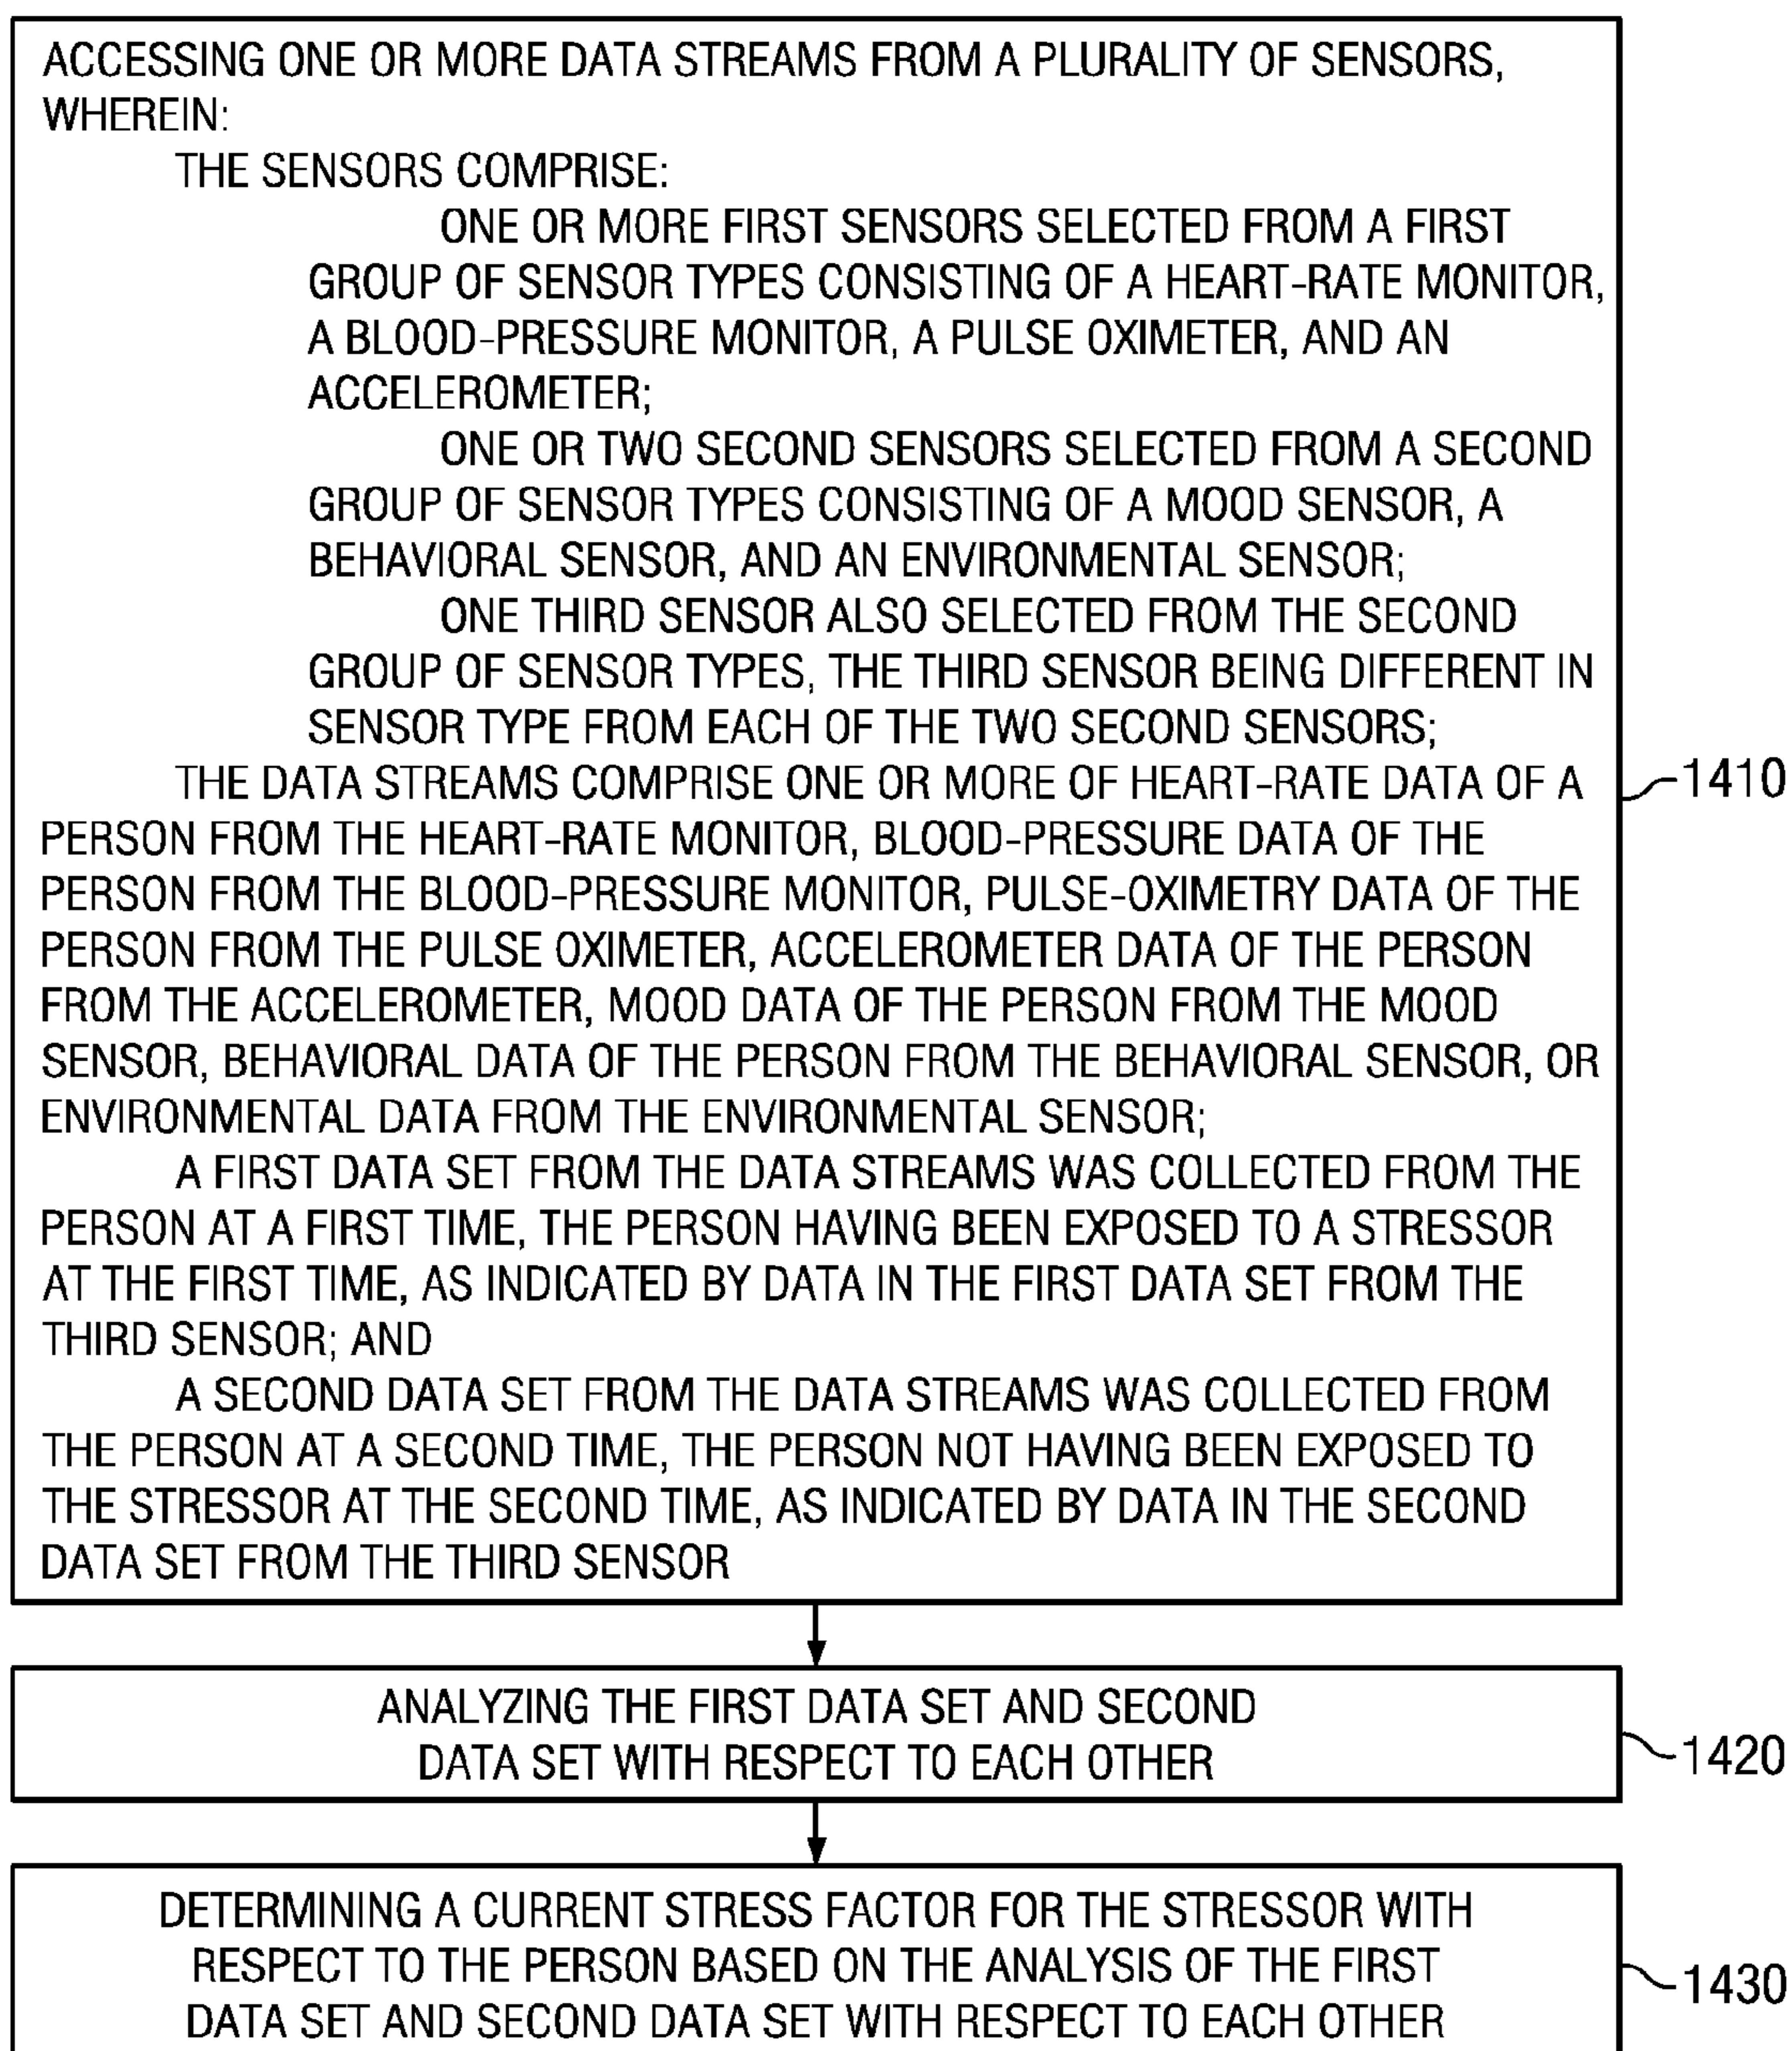 ACCESSING ONE OR MORE DATA STREAMS FROM A PLURALITY OF SENSORS,
WHEREIN:
THE SENSORS COMPRISE:
ONE OR MORE FIRST SENSORS SELECTED FROM A FIRST
GROUP OF SENSOR TYPES CONSISTING OF A HEART-RATE MONITOR,
A BLOOD-PRESSURE MONITOR, A PULSE OXIMETER, AND AN
ACCELEROMETER;
ONE OR TWO SECOND SENSORS SELECTED FROM A SECOND
GROUP OF SENSOR TYPES CONSISTING OF A MOOD SENSOR, A
BEHAVIORAL SENSOR, AND AN ENVIRONMENTAL SENSOR;
ONE THIRD SENSOR ALSO SELECTED FROM THE SECOND
GROUP OF SENSOR TYPES, THE THIRD SENSOR BEING DIFFERENT IN
SENSOR TYPE FROM EACH OF THE TWO SECOND SENSORS;
THE DATA STREAMS COMPRISE ONE OR MORE OF HEART-RATE DATA OF A
PERSON FROM THE HEART-RATE MONITOR, BLOOD-PRESSURE DATA OF THE
PERSON FROM THE BLOOD-PRESSURE MONITOR, PULSE-OXIMETRY DATA OF THE
PERSON FROM THE PULSE OXIMETER, ACCELEROMETER DATA OF THE PERSON
FROM THE ACCELEROMETER, MOOD DATA OF THE PERSON FROM THE MOOD
SENSOR, BEHAVIORAL DATA OF THE PERSON FROM THE BEHAVIORAL SENSOR, OR
ENVIRONMENTAL DATA FROM THE ENVIRONMENTAL SENSOR;
A FIRST DATA SET FROM THE DATA STREAMS WAS COLLECTED FROM THE
PERSON AT A FIRST TIME, THE PERSON HAVING BEEN EXPOSED TO A STRESSOR
AT THE FIRST TIME, AS INDICATED BY DATA IN THE FIRST DATA SET FROM THE
THIRD SENSOR; AND
A SECOND DATA SET FROM THE DATA STREAMS WAS COLLECTED FROM
THE PERSON AT A SECOND TIME, THE PERSON NOT HAVING BEEN EXPOSED TO
THE STRESSOR AT THE SECOND TIME, AS INDICATED BY DATA IN THE SECOND
DATA SET FROM THE THIRD SENSOR
1410
ANALYZING THE FIRST DATA SET AND SECOND
DATA SET WITH RESPECT TO EACH OTHER
1420
DETERMINING A CURRENT STRESS FACTOR FOR THE STRESSOR WITH
RESPECT TO THE PERSON BASED ON THE ANALYSIS OF THE FIRST
DATA SET AND SECOND DATA SET WITH RESPECT TO EACH OTHER
1430